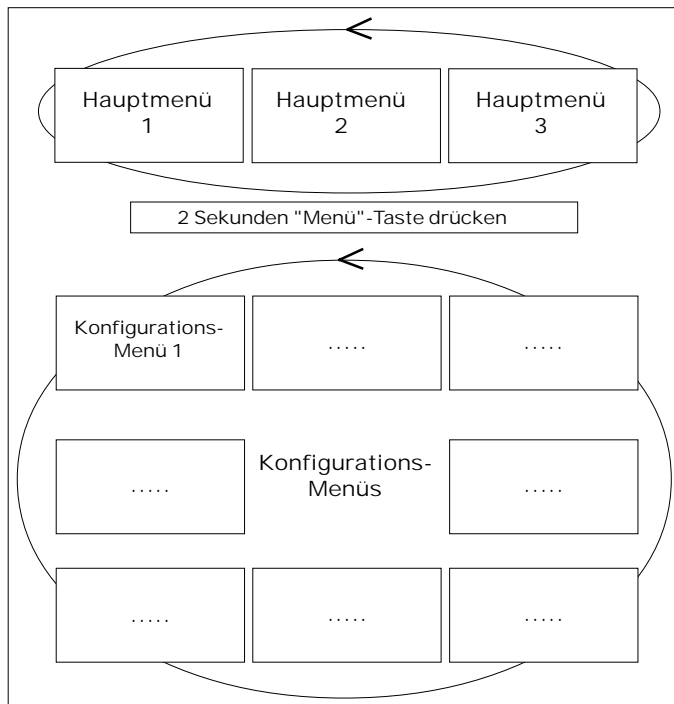 Hauptmenü
1
Hauptmenü
2
Hauptmenü
3
2 Sekunden "Menü"-Taste drücken
Konfigurations-
Menü 1
.....
.....
.....
Konfigurations-
Menüs
.....
.....
.....
.....